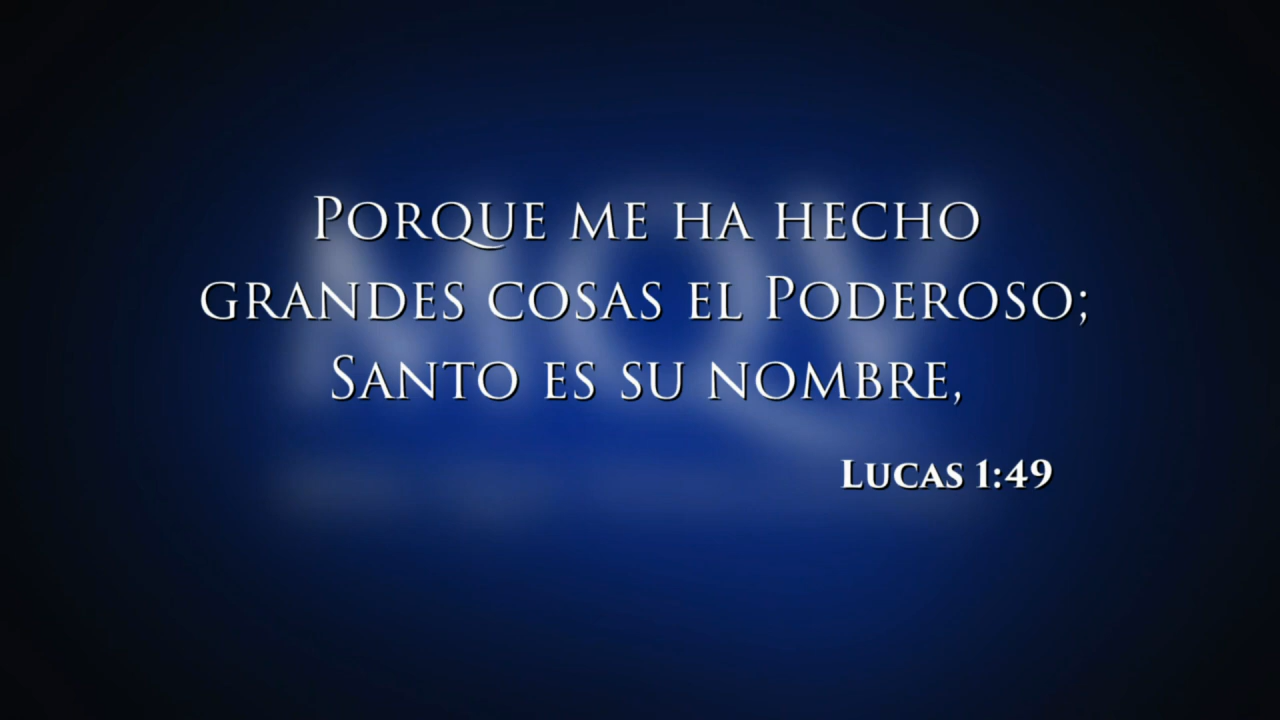 Porque me ha hecho
grandes cosas el Poderoso;
Santo es su nombre,
Lucas 1:49